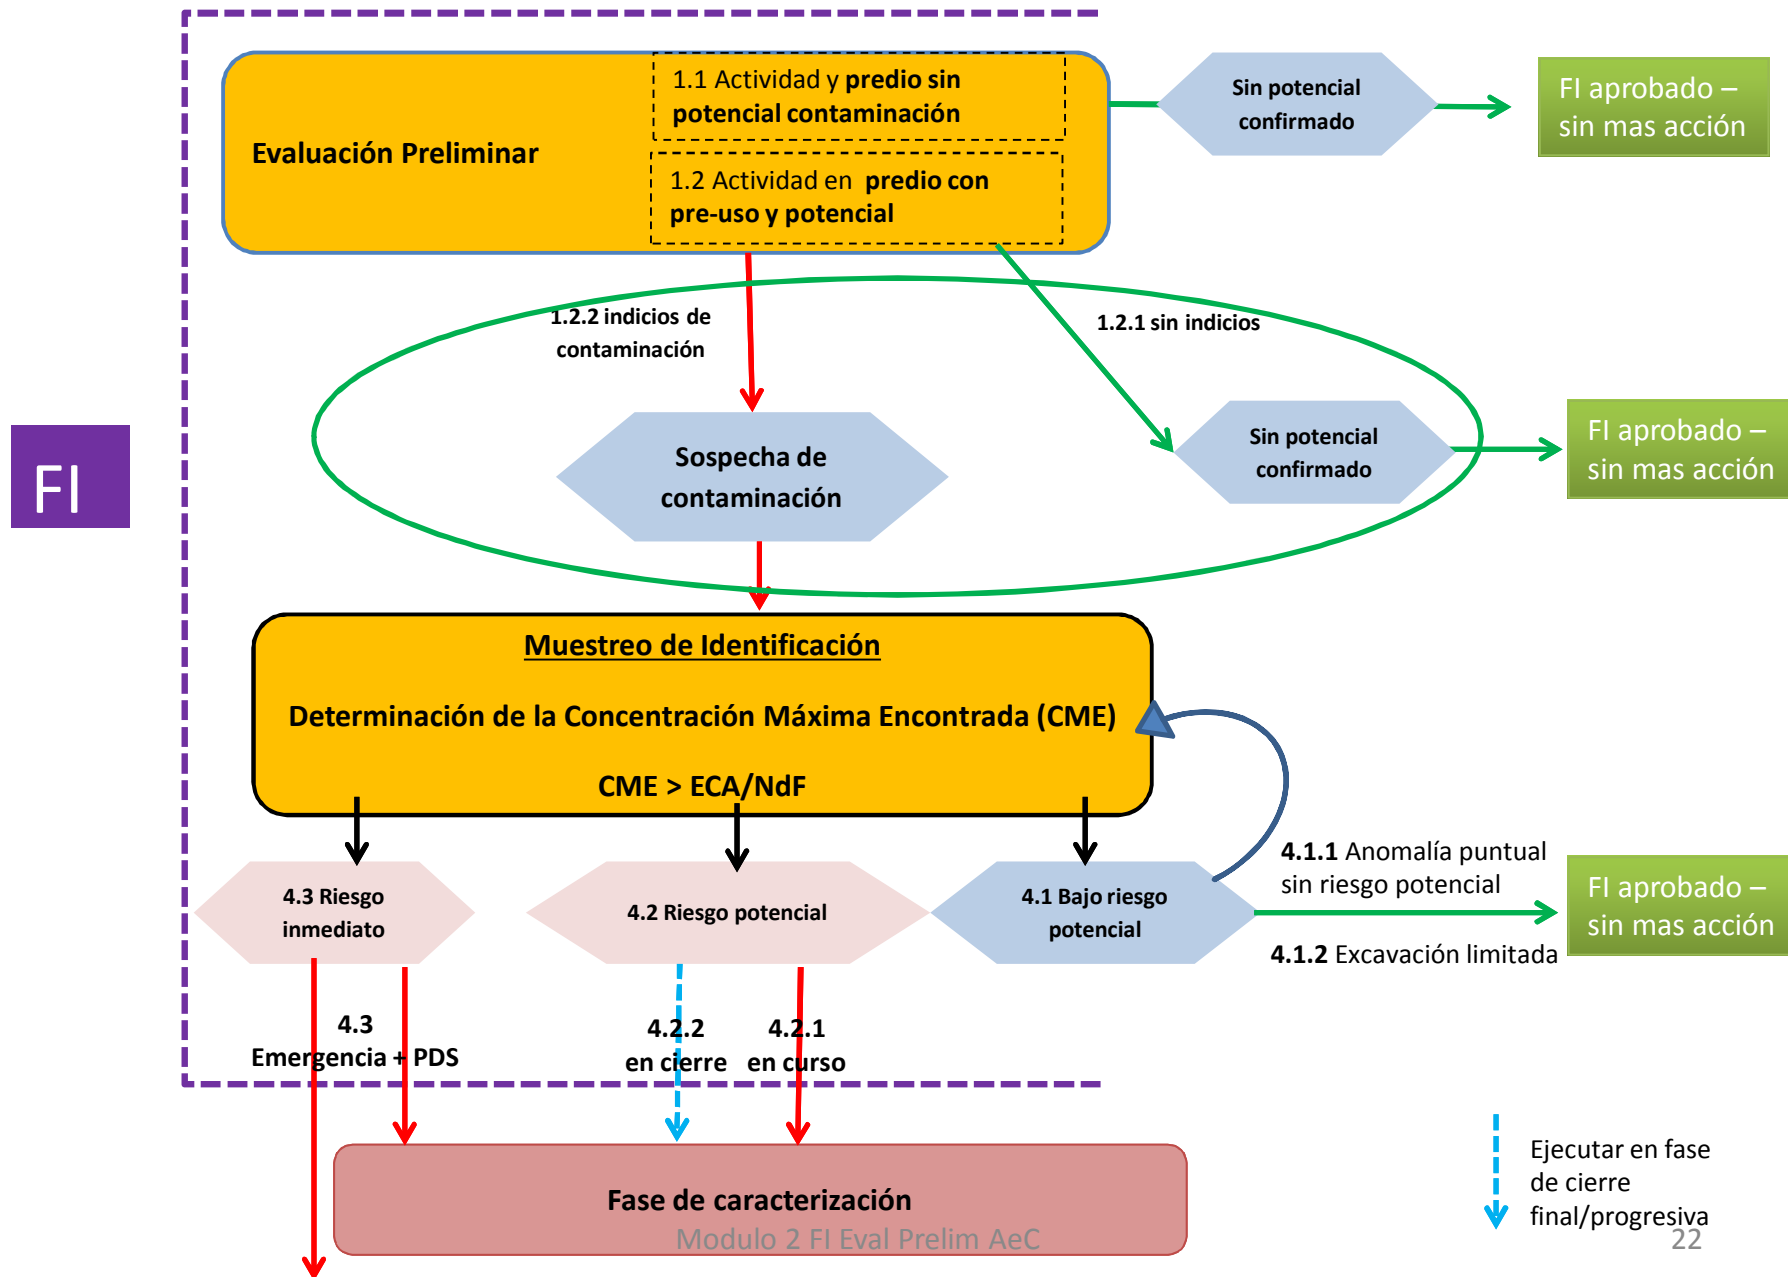 1.1 Actividad y predio sin
potencial contaminación
Evaluación Preliminar
1.2 Actividad en predio con
pre-uso y potencial
Sin potencial
confirmado
FI aprobado –
sin mas acción
1.2.2 indicios de
contaminación
1.2.1 sin indicios
FI
Sospecha de
contaminación
Sin potencial
confirmado
FI aprobado –
sin mas acción
Muestreo de Identificación
Determinación de la Concentración Máxima Encontrada (CME)
CME > ECA/NdF
4.3 Riesgo
inmediato
4.2 Riesgo potencial
4.1 Bajo riesgo
potencial
4.1.1 Anomalía puntual
sin riesgo potencial
4.1.2 Excavación limitada
FI aprobado –
sin mas acción
4.3
Emergencia + PDS
4.2.2
en cierre
4.2.1
en curso
Fase de caracterización
Ejecutar en fase
de cierre
final/progresiva
Modulo 2 FI Eval Prelim AeC
22